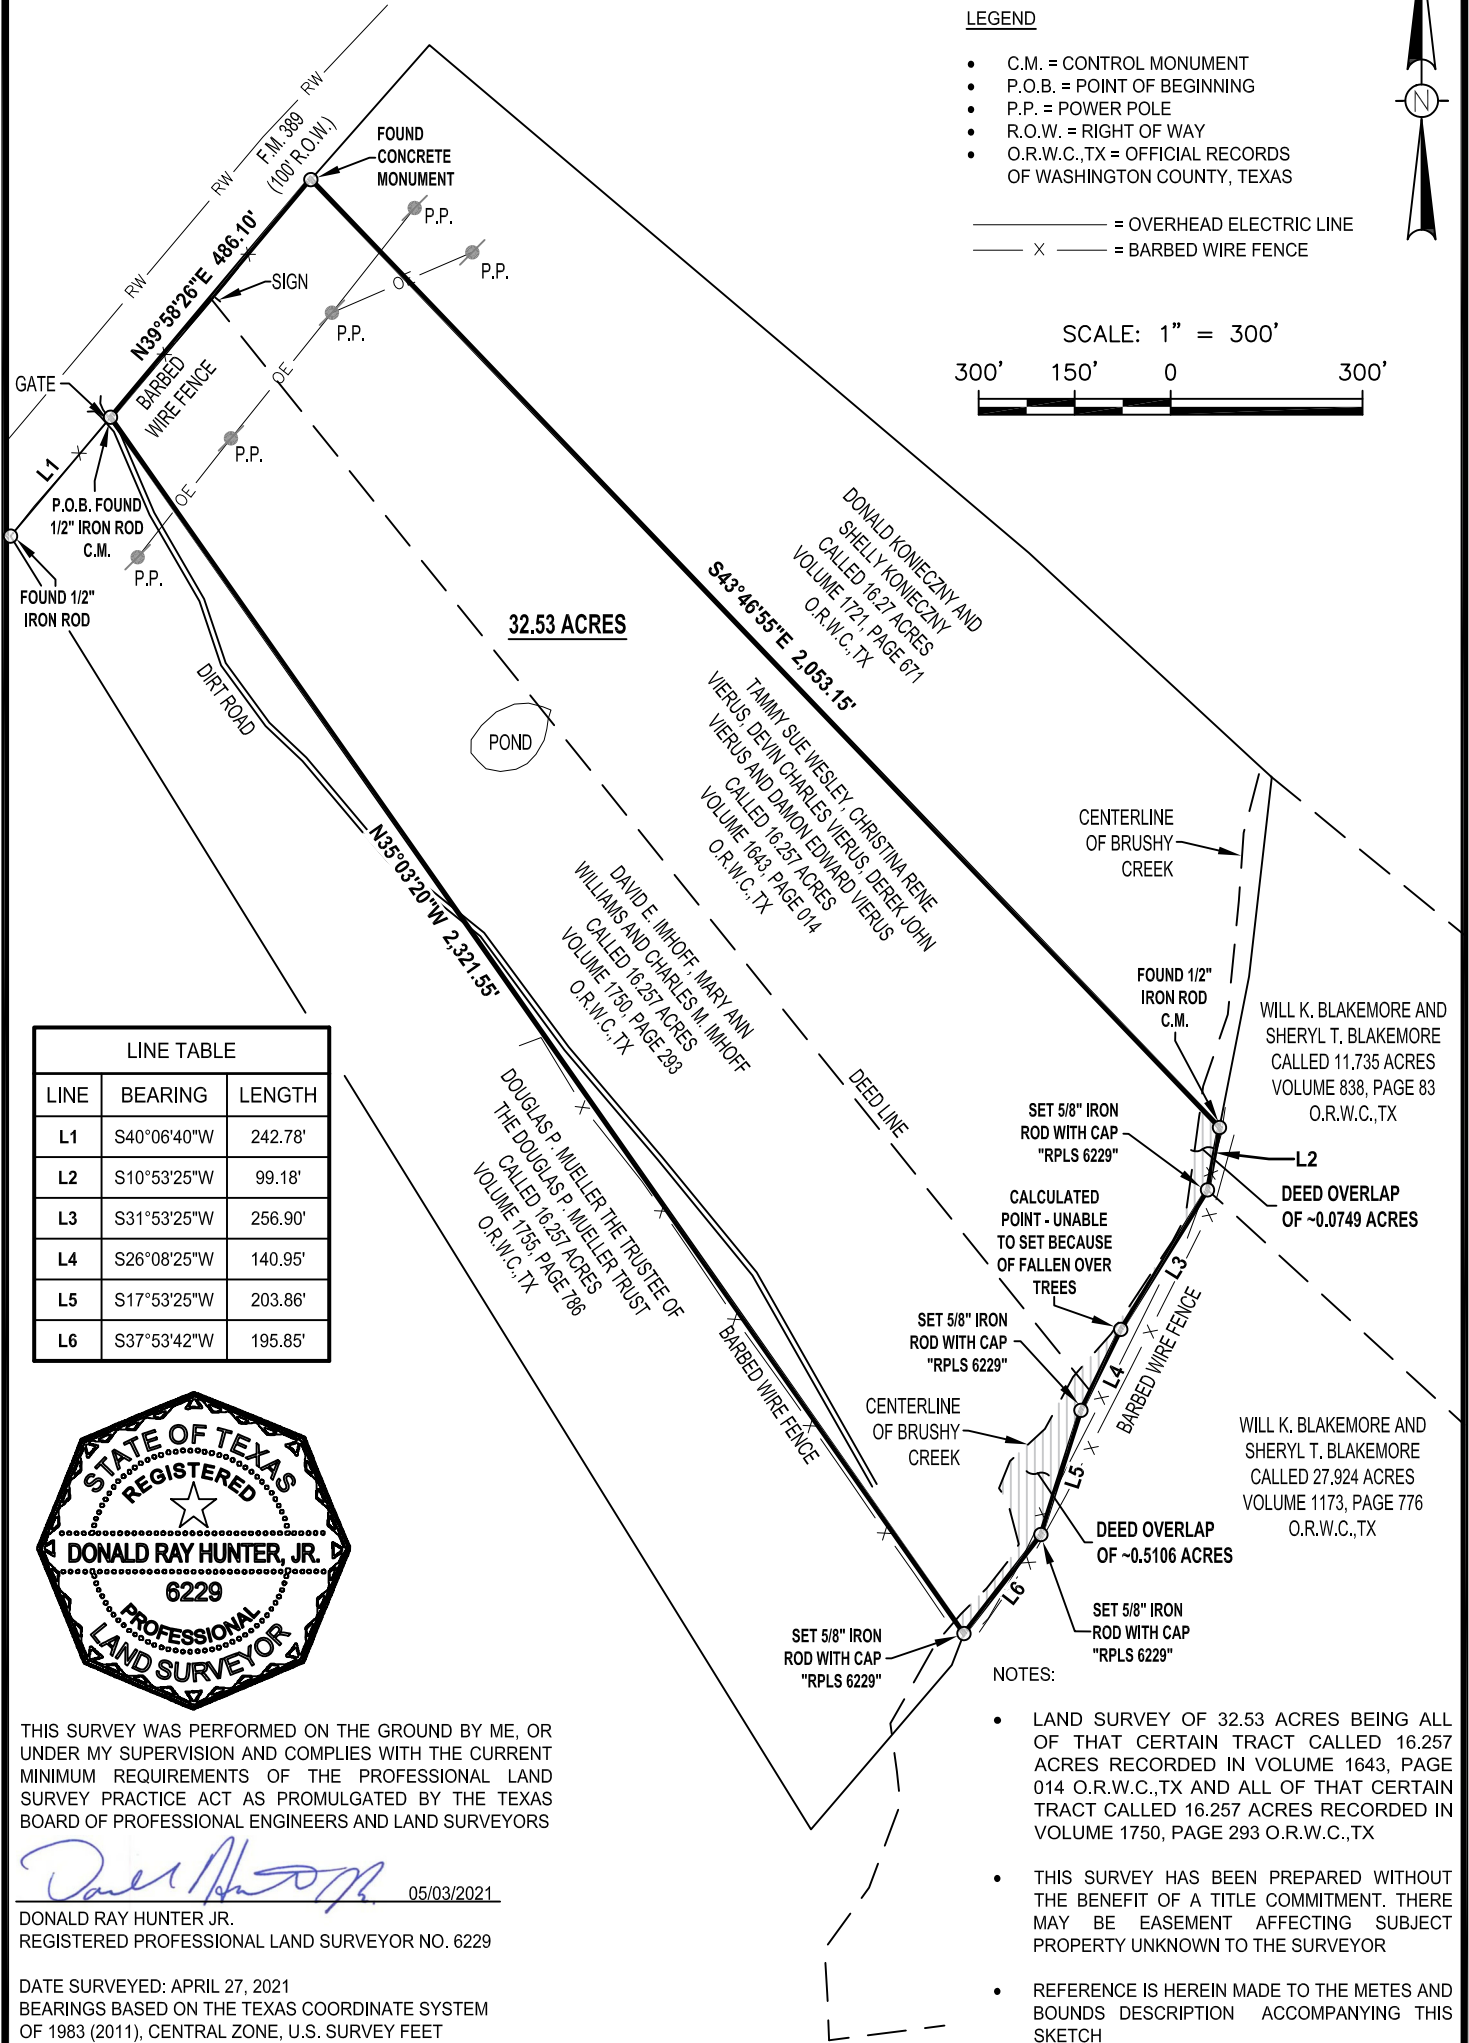 LEGEND
• C.M. = CONTROL MONUMENT
• P.O.B. = POINT OF BEGINNING
• P.P. = POWER POLE
• R.O.W. = RIGHT OF WAY
• O.R.W.C.,TX = OFFICIAL RECORDS
OF WASHINGTON COUNTY, TEXAS
= OVERHEAD ELECTRIC LINE
X = BARBED WIRE FENCE
N
SCALE: 1" = 300'
300' 150' 0 300'
RW
RW
RW
F.M. 389
(100' R.O.W.)
FOUND
CONCRETE
MONUMENT
P.P.
P.P.
P.P.
P.P.
P.P.
OE
OE
OE
N39°58'26"E 486.10'
SIGN
BARBED
WIRE FENCE
GATE
L1
P.O.B. FOUND
1/2" IRON ROD
C.M.
FOUND 1/2"
IRON ROD
DIRT ROAD
32.53 ACRES
POND
S43°46'55"E 2,053.15'
DONALD KONIECZNY AND
SHELLY KONIECZNY
CALLED 16.27 ACRES
VOLUME 1721, PAGE 671
O.R.W.C.,TX
TAMMY SUE WESLEY, CHRISTINA RENE
VIERUS, DEVIN CHARLES VIERUS, DEREK JOHN
VIERUS AND DAMON EDWARD VIERUS
CALLED 16.257 ACRES
VOLUME 1643, PAGE 014
O.R.W.C.,TX
N35°03'20"W 2,321.55'
DAVID E. IMHOFF, MARY ANN
WILLIAMS AND CHARLES M. IMHOFF
CALLED 16.257 ACRES
VOLUME 1750, PAGE 293
O.R.W.C.,TX
DEED LINE
DOUGLAS P. MUELLER THE TRUSTEE OF
THE DOUGLAS P. MUELLER TRUST
CALLED 16.257 ACRES
VOLUME 1755, PAGE 786
O.R.W.C.,TX
BARBED WIRE FENCE
CENTERLINE
OF BRUSHY
CREEK
FOUND 1/2"
IRON ROD
C.M.
WILL K. BLAKEMORE AND
SHERYL T. BLAKEMORE
CALLED 11.735 ACRES
VOLUME 838, PAGE 83
O.R.W.C.,TX
SET 5/8" IRON
ROD WITH CAP
"RPLS 6229"
L2
DEED OVERLAP
OF ~0.0749 ACRES
CALCULATED
POINT - UNABLE
TO SET BECAUSE
OF FALLEN OVER
TREES
L3
BARBED WIRE FENCE
SET 5/8" IRON
ROD WITH CAP
"RPLS 6229"
L4
CENTERLINE
OF BRUSHY
CREEK
L5
WILL K. BLAKEMORE AND
SHERYL T. BLAKEMORE
CALLED 27.924 ACRES
VOLUME 1173, PAGE 776
O.R.W.C.,TX
DEED OVERLAP
OF ~0.5106 ACRES
L6
SET 5/8" IRON
ROD WITH CAP
"RPLS 6229"
SET 5/8" IRON
ROD WITH CAP
"RPLS 6229"
LINE TABLE
LINE BEARING LENGTH
L1 S40°06'40"W 242.78'
L2 S10°53'25"W 99.18'
L3 S31°53'25"W 256.90'
L4 S26°08'25"W 140.95'
L5 S17°53'25"W 203.86'
L6 S37°53'42"W 195.85'
STATE OF TEXAS
REGISTERED
DONALD RAY HUNTER, JR.
6229
PROFESSIONAL
LAND SURVEYOR
THIS SURVEY WAS PERFORMED ON THE GROUND BY ME, OR
UNDER MY SUPERVISION AND COMPLIES WITH THE CURRENT
MINIMUM REQUIREMENTS OF THE PROFESSIONAL LAND
SURVEY PRACTICE ACT AS PROMULGATED BY THE TEXAS
BOARD OF PROFESSIONAL ENGINEERS AND LAND SURVEYORS
05/03/2021
DONALD RAY HUNTER JR.
REGISTERED PROFESSIONAL LAND SURVEYOR NO. 6229
DATE SURVEYED: APRIL 27, 2021
BEARINGS BASED ON THE TEXAS COORDINATE SYSTEM
OF 1983 (2011), CENTRAL ZONE, U.S. SURVEY FEET
NOTES:
• LAND SURVEY OF 32.53 ACRES BEING ALL
OF THAT CERTAIN TRACT CALLED 16.257
ACRES RECORDED IN VOLUME 1643, PAGE
014 O.R.W.C.,TX AND ALL OF THAT CERTAIN
TRACT CALLED 16.257 ACRES RECORDED IN
VOLUME 1750, PAGE 293 O.R.W.C.,TX
• THIS SURVEY HAS BEEN PREPARED WITHOUT
THE BENEFIT OF A TITLE COMMITMENT. THERE
MAY BE EASEMENT AFFECTING SUBJECT
PROPERTY UNKNOWN TO THE SURVEYOR
• REFERENCE IS HEREIN MADE TO THE METES AND
BOUNDS DESCRIPTION ACCOMPANYING THIS
SKETCH